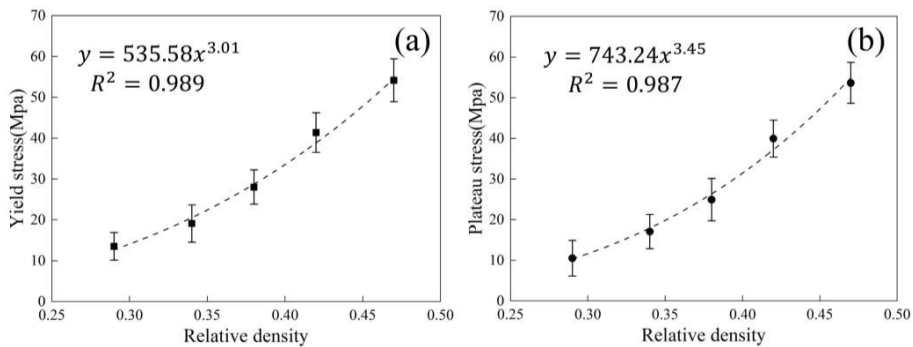 (a)
y = 535.58x^3.01
R² = 0.989
Yield stress(Mpa)
70
60
50
40
30
20
10
0
0.25 0.30 0.35 0.40 0.45 0.50
Relative density
(b)
y = 743.24x^3.45
R² = 0.987
Plateau stress(Mpa)
70
60
50
40
30
20
10
0
0.25 0.30 0.35 0.40 0.45 0.50
Relative density